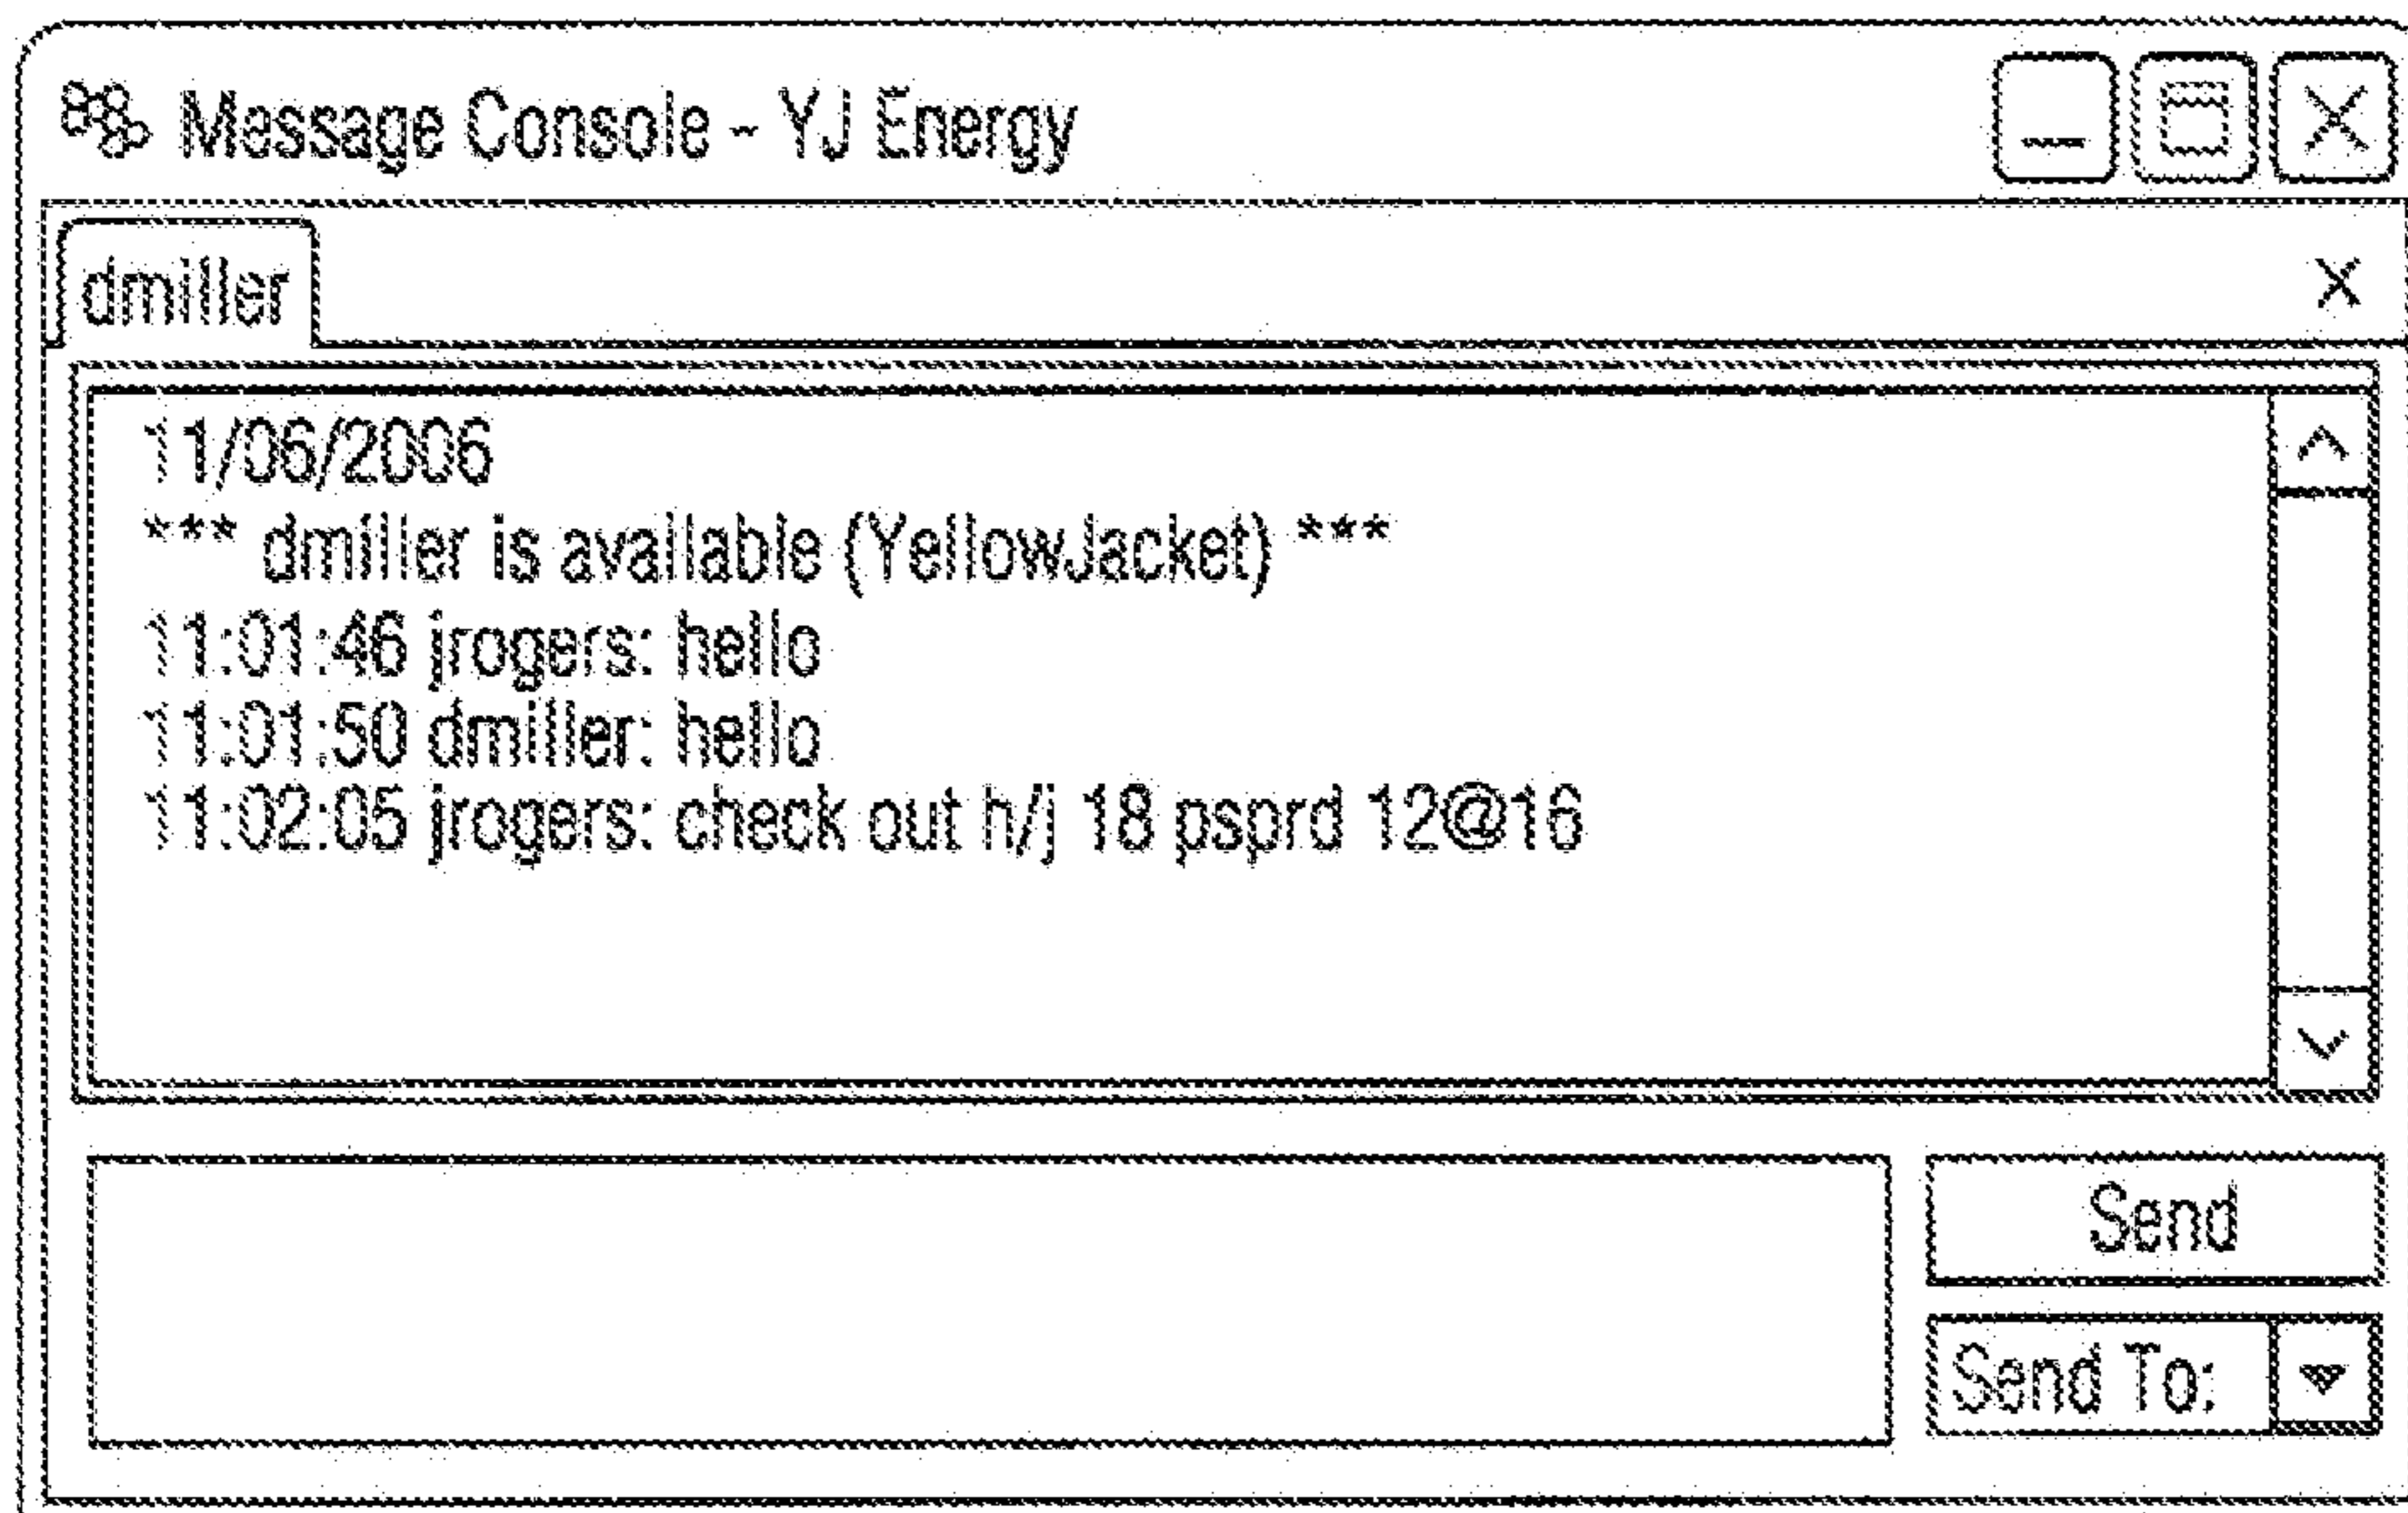 Message Console - YJ Energy
dmiller
11/06/2006
*** dmiller is available (YellowJacket) ***
11:01:46 jrogers: hello
11:01:50 dmiller: hello
11:02:05 jrogers: check out h/j 18 psprd 12@16
Send
Send To: